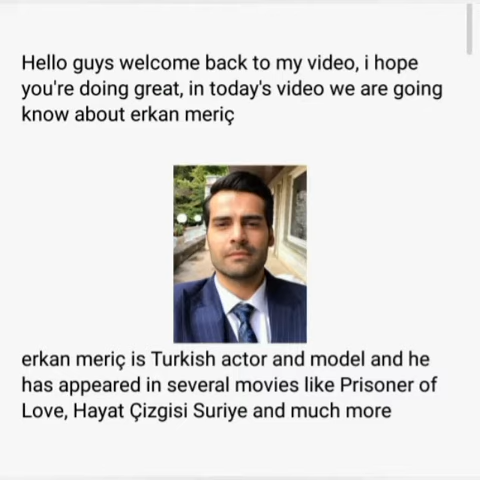 Hello guys welcome back to my video, i hope
you're doing great, in today's video we are going
know about erkan meriç
erkan meriç is Turkish actor and model and he
has appeared in several movies like Prisoner of
Love, Hayat Çizgisi Suriye and much more